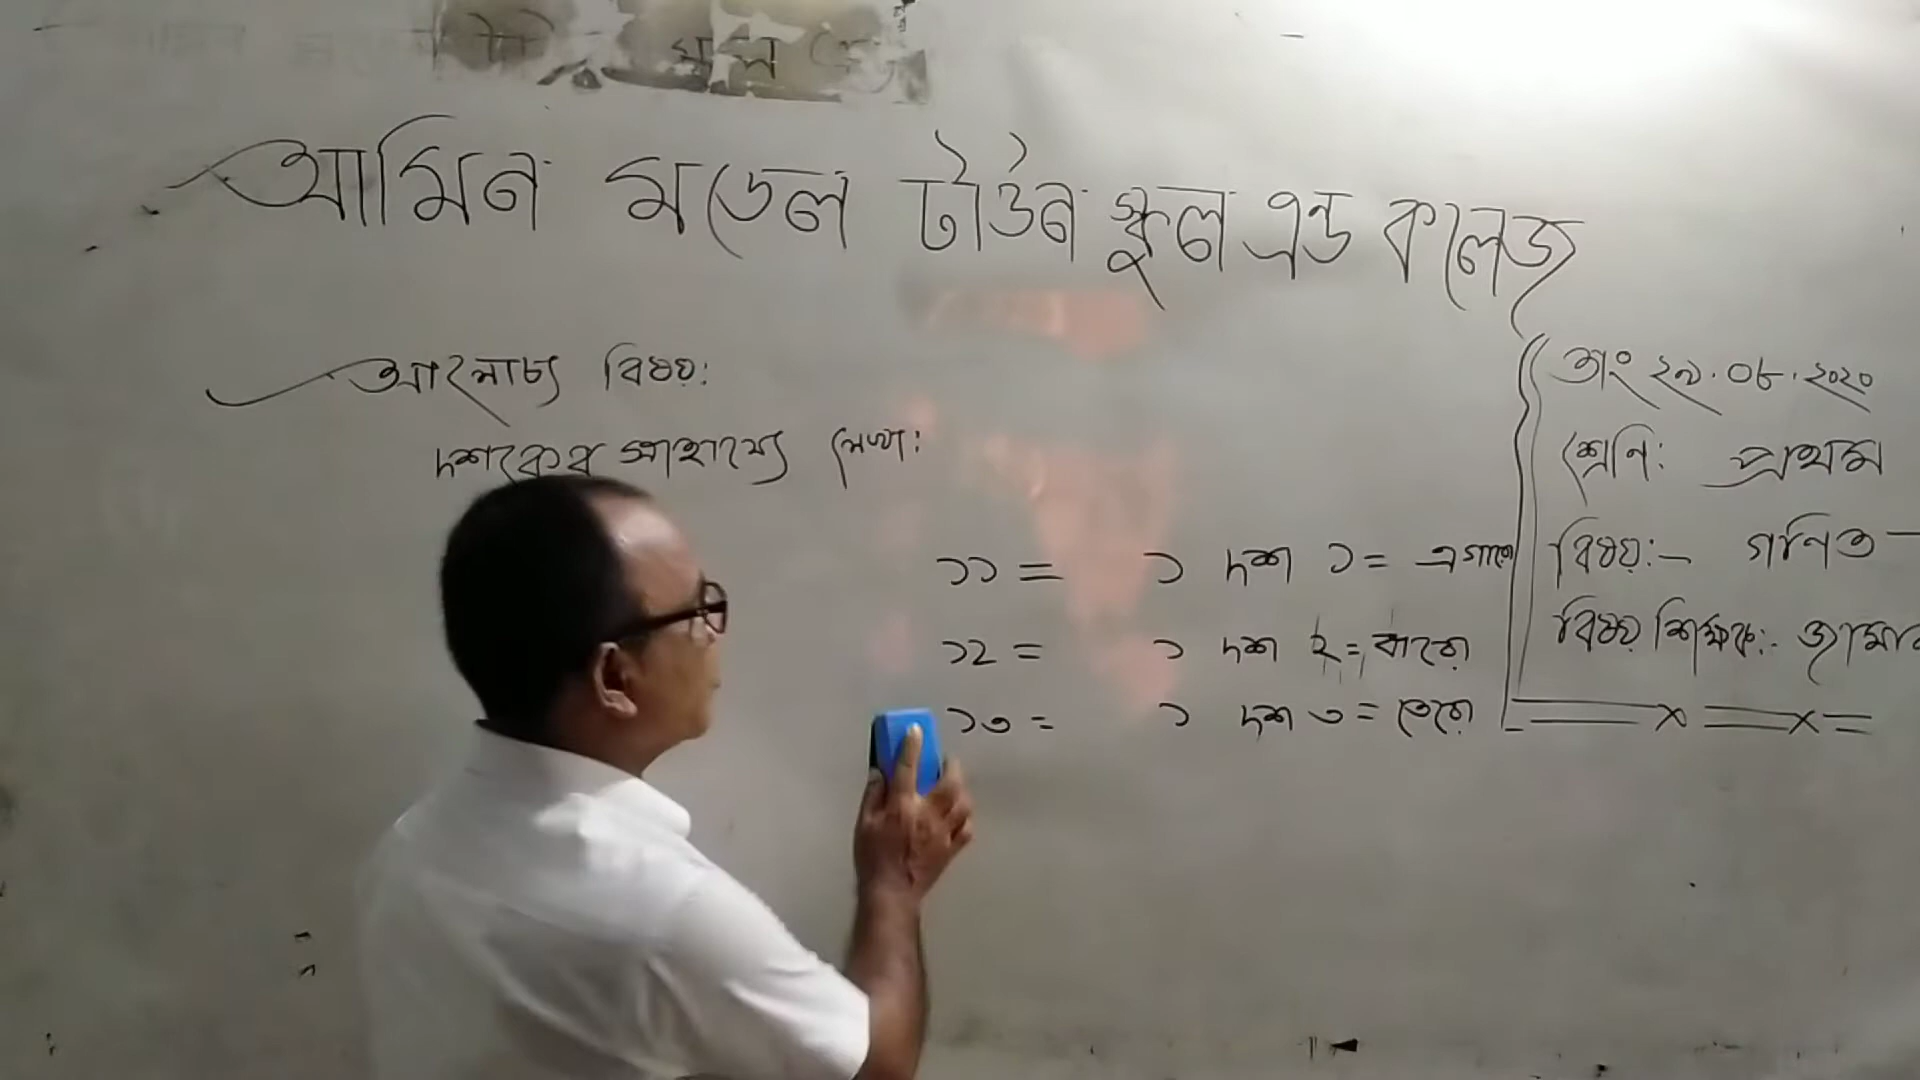 আমিন মডেল টাউন স্কুল এন্ড কলেজ
আলোচ্য বিষয়:
দশকের সাহায্যে লেখা:
১১ = ১ দশ ১ = এগারো
১২ = ১ দশ ২ = বারো
১৩ = ১ দশ ৩ = তেরো
তাং ২৯.০৮.২০২০
শ্রেনি: প্রথম
বিষয়:- গনিত
বিষয় শিক্ষক:-